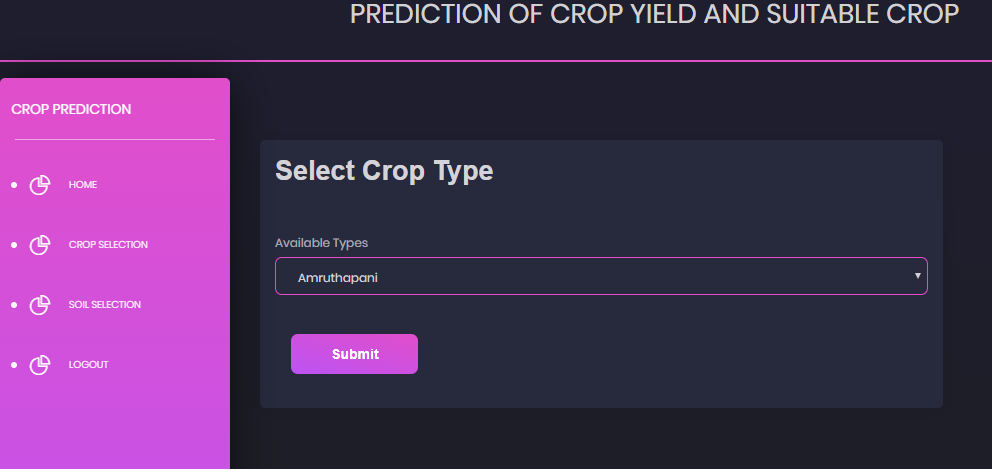 PREDICTION OF CROP YIELD AND SUITABLE CROP
CROP PREDICTION
HOME
CROP SELECTION
SOIL SELECTION
LOGOUT
Select Crop Type
Available Types
Amruthapani
Submit